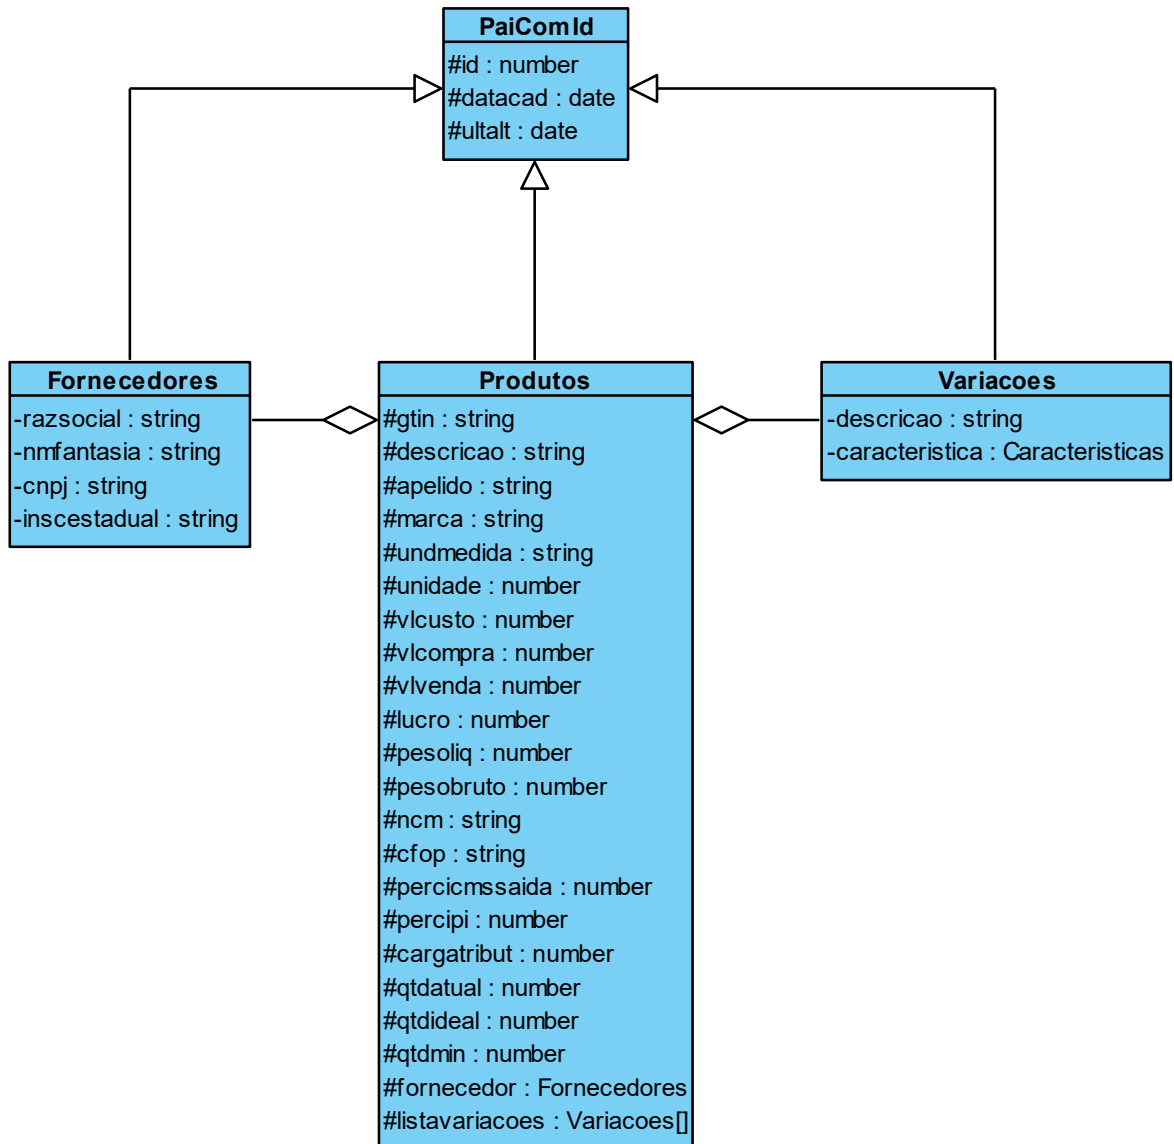 PaiComId
#id : number
#datacad : date
#ultalt : date
Fornecedores
-razsocial : string
-nmfantasia : string
-cnpj : string
-inscestadual : string
Produtos
#gtin : string
#descricao : string
#apelido : string
#marca : string
#undmedida : string
#unidade : number
#vlcusto : number
#vlcompra : number
#vlvenda : number
#lucro : number
#pesoliq : number
#pesobruto : number
#ncm : string
#cfop : string
#percicmssaida : number
#percipi : number
#cargatribut : number
#qtdatual : number
#qtdideal : number
#qtdmin : number
#fornecedor : Fornecedores
#listavariacoes : Variacoes[]
Variacoes
-descricao : string
-caracteristica : Caracteristicas